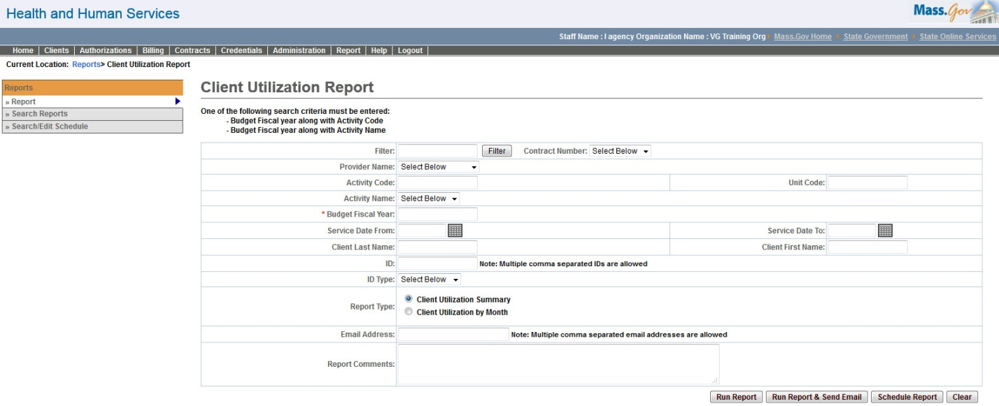 Health and Human Services
Mass.Gov
Staff Name : I agency Organization Name : VG Training Org Mass.Gov Home State Government State Online Services
Home Clients Authorizations Billing Contracts Credentials Administration Report Help Logout
Current Location: Reports> Client Utilization Report
Reports
» Report
» Search Reports
» Search/Edit Schedule
Client Utilization Report
One of the following search criteria must be entered:
- Budget Fiscal year along with Activity Code
- Budget Fiscal year along with Activity Name
Filter: Filter Contract Number: Select Below
Provider Name: Select Below
Activity Code: Unit Code:
Activity Name: Select Below
* Budget Fiscal Year:
Service Date From: Service Date To:
Client Last Name: Client First Name:
ID: Note: Multiple comma separated IDs are allowed
ID Type: Select Below
Report Type: Client Utilization Summary
Client Utilization by Month
Email Address: Note: Multiple comma separated email addresses are allowed
Report Comments:
Run Report Run Report & Send Email Schedule Report Clear